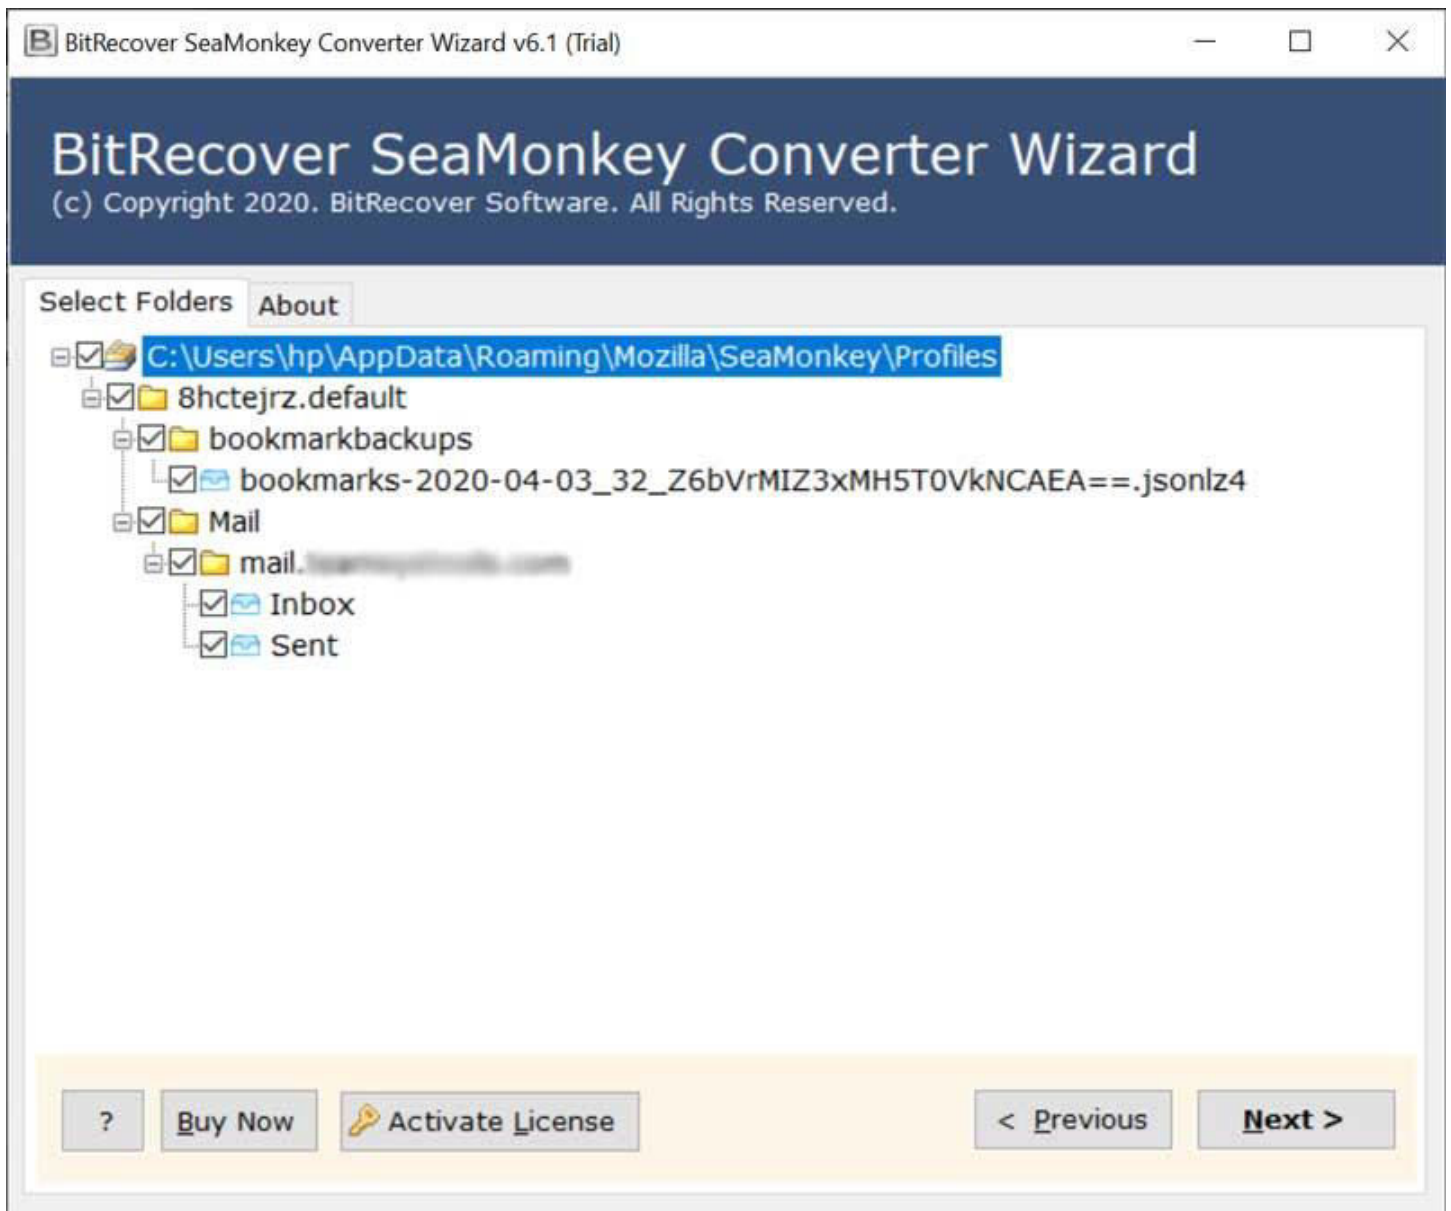 BitRecover SeaMonkey Converter Wizard v6.1 (Trial)
BitRecover SeaMonkey Converter Wizard
(c) Copyright 2020. BitRecover Software. All Rights Reserved.
Select Folders About
C:\Users\hp\AppData\Roaming\Mozilla\SeaMonkey\Profiles
8hctejrz.default
bookmarkbackups
bookmarks-2020-04-03_32_Z6bVrMIZ3xMH5T0VkNCAEA==.jsonlz4
Mail
mail.
Inbox
Sent
? Buy Now Activate License < Previous Next >